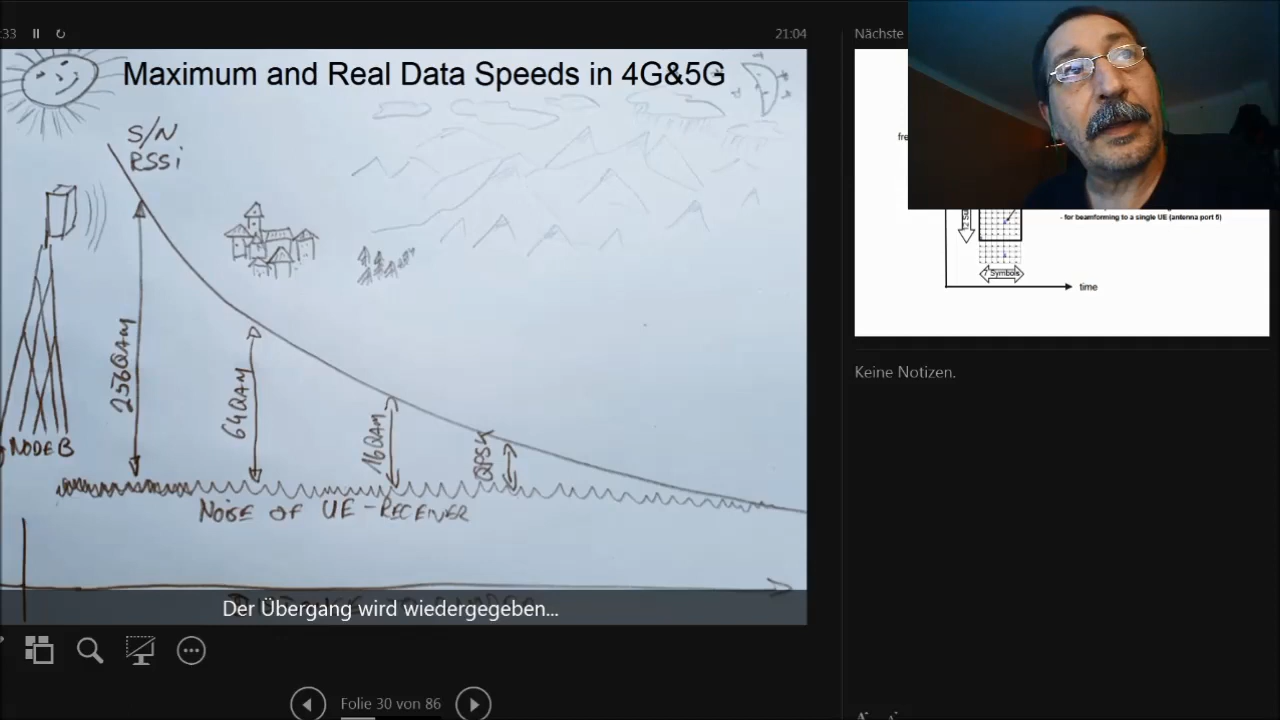 :33
21:04
Maximum and Real Data Speeds in 4G&5G
S/N
RSSi
256QAM
64QAM
16QAM
QPSK
NODE B
NOISE OF UE-RECEIVER
Der Übergang wird wiedergegeben...
Folie 30 von 86
Nächste
fre
- for beamforming to a single UE (antenna port 5)
7 Symbols
time
Keine Notizen.